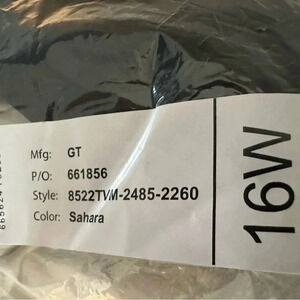 Mfg: GT
P/O: 661856
Style: 8522TVM-2485-2260
Color: Sahara
16W